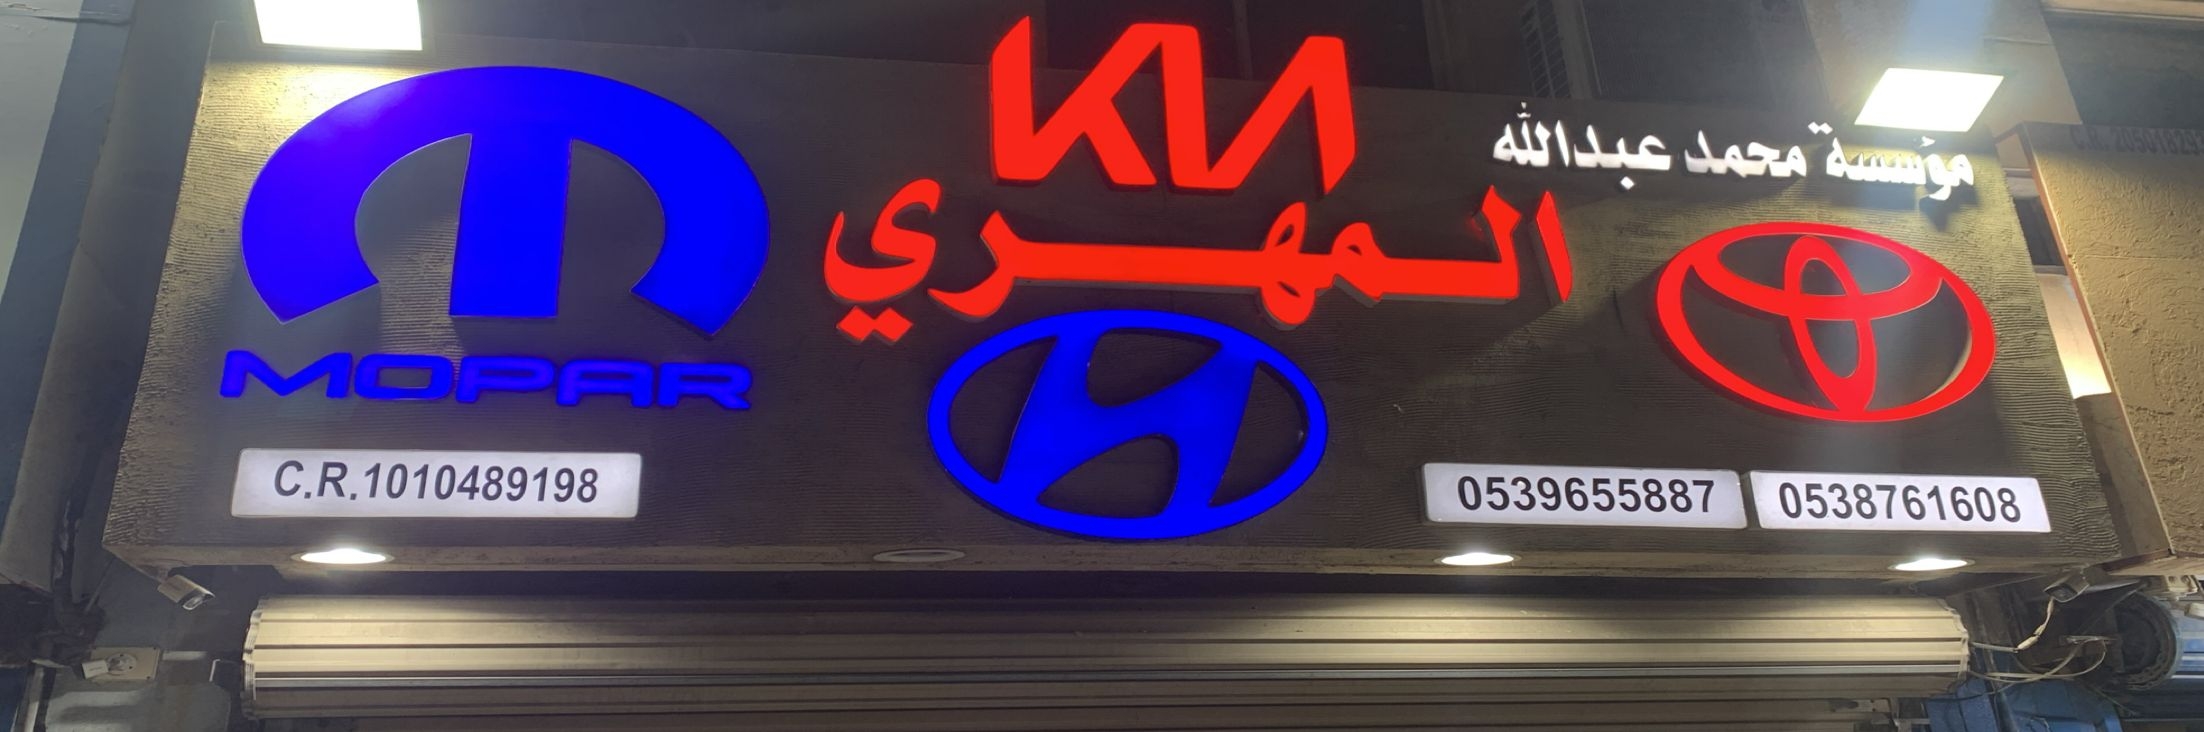 KIA
مؤسسة محمد عبدالله
المهري
MOPAR
C.R.1010489198
0539655887
0538761608